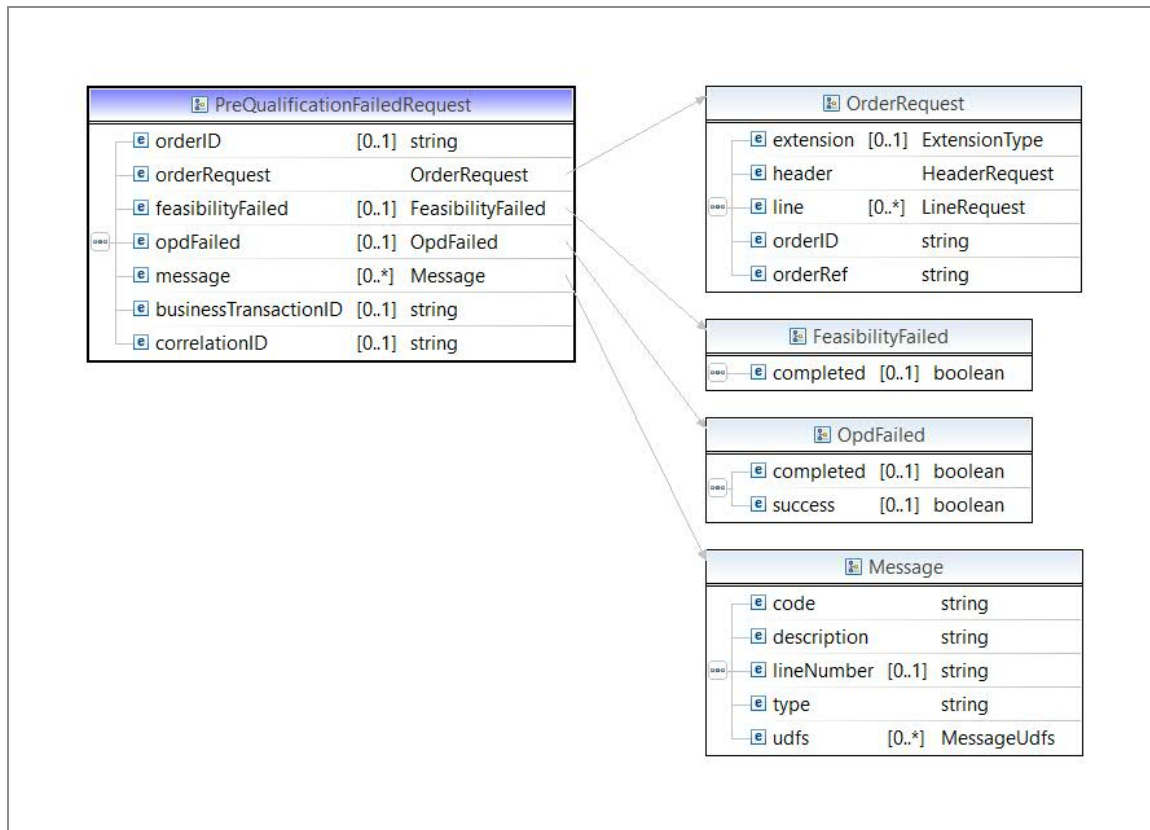 PreQualificationFailedRequest
e orderID [0..1] string
e orderRequest OrderRequest
e feasibilityFailed [0..1] FeasibilityFailed
e opdFailed [0..1] OpdFailed
e message [0..*] Message
e businessTransactionID [0..1] string
e correlationID [0..1] string
OrderRequest
e extension [0..1] ExtensionType
e header HeaderRequest
e line [0..*] LineRequest
e orderID string
e orderRef string
FeasibilityFailed
e completed [0..1] boolean
OpdFailed
e completed [0..1] boolean
e success [0..1] boolean
Message
e code string
e description string
e lineNumber [0..1] string
e type string
e udfs [0..*] MessageUdfs